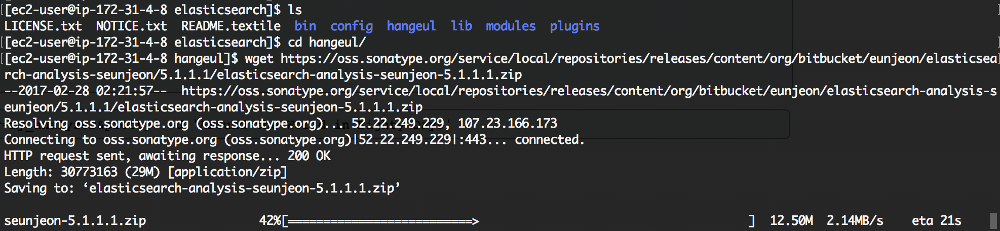 [[ec2-user@ip-172-31-4-8 elasticsearch]$ ls ]
LICENSE.txt  NOTICE.txt  README.textile  bin  config  hangeul  lib  modules  plugins
[[ec2-user@ip-172-31-4-8 elasticsearch]$ cd hangeul/ ]
[[ec2-user@ip-172-31-4-8 hangeul]$ wget https://oss.sonatype.org/service/local/repositories/releases/content/org/bitbucket/eunjeon/elasticsea]
rch-analysis-seunjeon/5.1.1.1/elasticsearch-analysis-seunjeon-5.1.1.1.zip
--2017-02-28 02:21:57--  https://oss.sonatype.org/service/local/repositories/releases/content/org/bitbucket/eunjeon/elasticsearch-analysis-s
eunjeon/5.1.1.1/elasticsearch-analysis-seunjeon-5.1.1.1.zip
Resolving oss.sonatype.org (oss.sonatype.org)... 52.22.249.229, 107.23.166.173
Connecting to oss.sonatype.org (oss.sonatype.org)|52.22.249.229|:443... connected.
HTTP request sent, awaiting response... 200 OK
Length: 30773163 (29M) [application/zip]
Saving to: ‘elasticsearch-analysis-seunjeon-5.1.1.1.zip’
seunjeon-5.1.1.1.zip 42%[==========================> ] 12.50M 2.14MB/s eta 21s